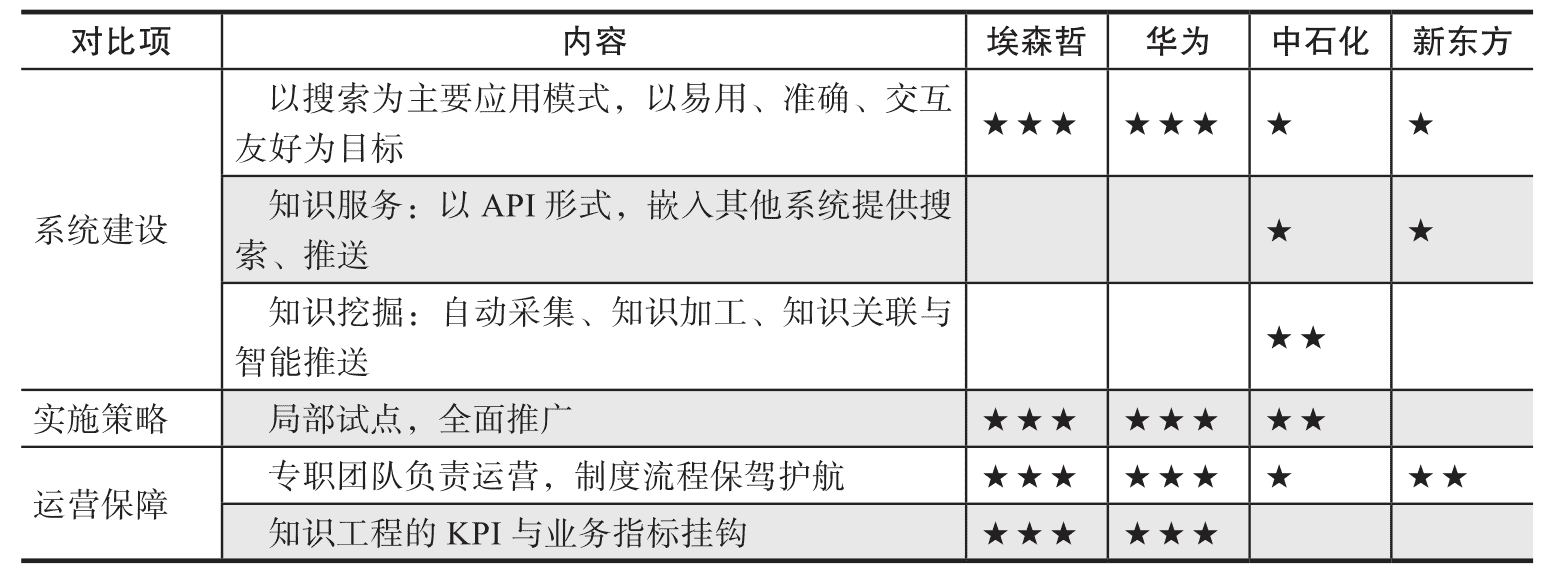 对比项 内容 埃森哲 华为 中石化 新东方
以搜索为主要应用模式，以易用、准确、交互
友好为目标
★★★ ★★★ ★ ★
系统建设
知识服务：以 API 形式，嵌入其他系统提供搜
索、推送
★ ★
知识挖掘：自动采集、知识加工、知识关联与
智能推送
★★
实施策略 局部试点，全面推广 ★★★ ★★★ ★★
运营保障
专职团队负责运营，制度流程保驾护航 ★★★ ★★★ ★ ★★
知识工程的 KPI 与业务指标挂钩 ★★★ ★★★